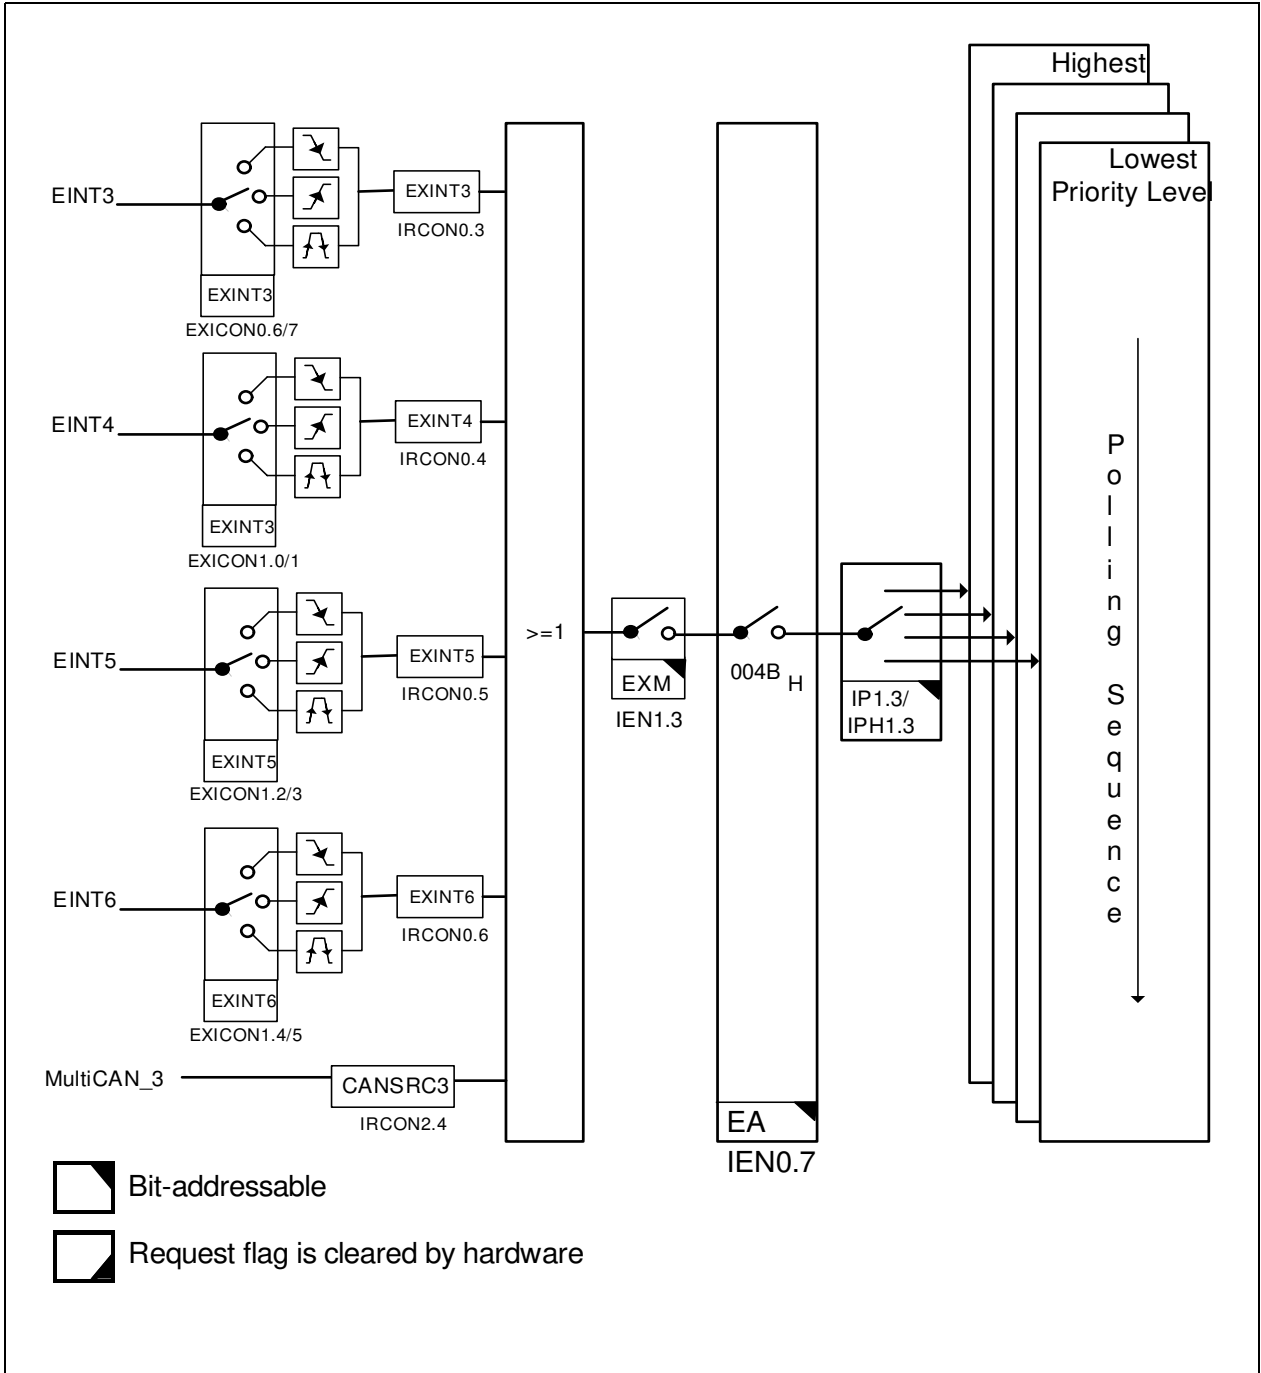 Highest
Lowest
Priority Level
EINT3
EXINT3
IRCON0.3
EXINT3
EXICON0.6/7
EINT4
EXINT4
IRCON0.4
EXINT3
EXICON1.0/1
EINT5
EXINT5
IRCON0.5
EXINT5
EXICON1.2/3
EINT6
EXINT6
IRCON0.6
EXINT6
EXICON1.4/5
MultiCAN_3
CANSRC3
IRCON2.4
>=1
EXM
IEN1.3
004B H
EA
IEN0.7
IP1.3/
IPH1.3
Polling Sequence
Bit-addressable
Request flag is cleared by hardware